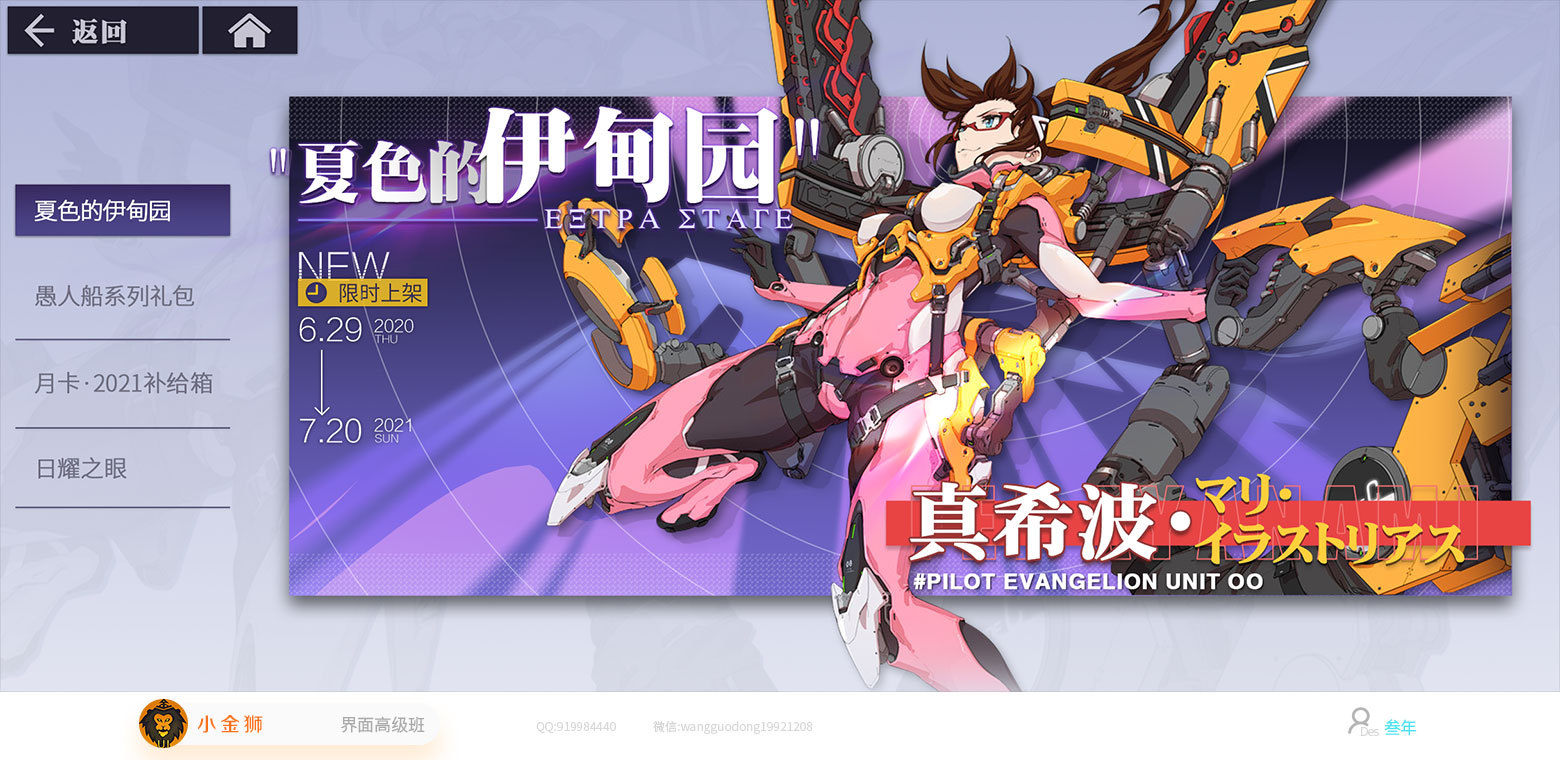 返回
"夏色的伊甸园"
ΕΞΤΡΑ ΣΤΑΓΕ
夏色的伊甸园
愚人船系列礼包
月卡·2021补给箱
日耀之眼
NEW
限时上架
6.29 2020
THU
7.20 2021
SUN
真希波·マリ・
イラストリアス
#PILOT EVANGELION UNIT OO
小金狮
界面高级班
QQ:919984440
微信:wangguodong19921208
Des 叁年